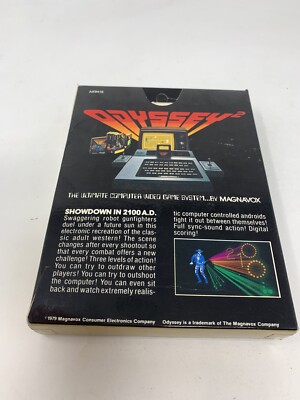 ODYSSEY²
THE ULTIMATE COMPUTER VIDEO GAME SYSTEM...BY MAGNAVOX
SHOWDOWN IN 2100 A.D.
Swaggering robot gunfighters
duel under a future sun in this
electronic recreation of the clas-
sic adult western! The scene
changes after every shootout so
that every combat offers a new
challenge! Three levels of action!
You can try to outdraw other
players! You can try to outshoot
the computer! You can even sit
back and watch extremely realis-
tic computer controlled androids
fight it out between themselves!
Full sync-sound action! Digital
scoring!
©1979 Magnavox Consumer Electronics Company
Odyssey is a trademark of The Magnavox Company